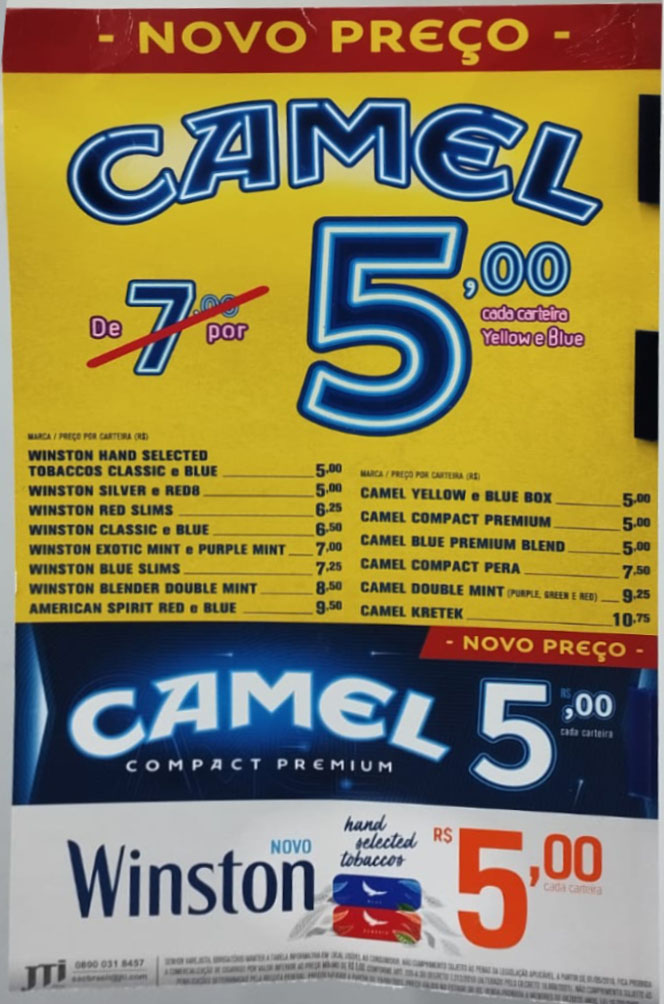 - NOVO PREÇO -
CAMEL
De 7,00 por 5,00
cada carteira
Yellow e Blue
MARCA / PREÇO POR CARTEIRA (R$)
WINSTON HAND SELECTED
TOBACCOS CLASSIC e BLUE 5,00
WINSTON SILVER e RED8 5,00
WINSTON RED SLIMS 6,25
WINSTON CLASSIC e BLUE 6,50
WINSTON EXOTIC MINT e PURPLE MINT 7,00
WINSTON BLUE SLIMS 7,25
WINSTON BLENDER DOUBLE MINT 8,50
AMERICAN SPIRIT RED e BLUE 9,50
MARCA / PREÇO POR CARTEIRA (R$)
CAMEL YELLOW e BLUE BOX 5,00
CAMEL COMPACT PREMIUM 5,00
CAMEL BLUE PREMIUM BLEND 5,00
CAMEL COMPACT PERA 7,50
CAMEL DOUBLE MINT (PURPLE, GREEN E RED) 9,25
CAMEL KRETEK 10,75
- NOVO PREÇO -
CAMEL
COMPACT PREMIUM
R$ 5,00
cada carteira
NOVO
Winston
hand
selected
tobaccos
BLUE
CLASSIC
R$ 5,00
cada carteira
JTi
0800 031 8457
sacbrasil@jti.com